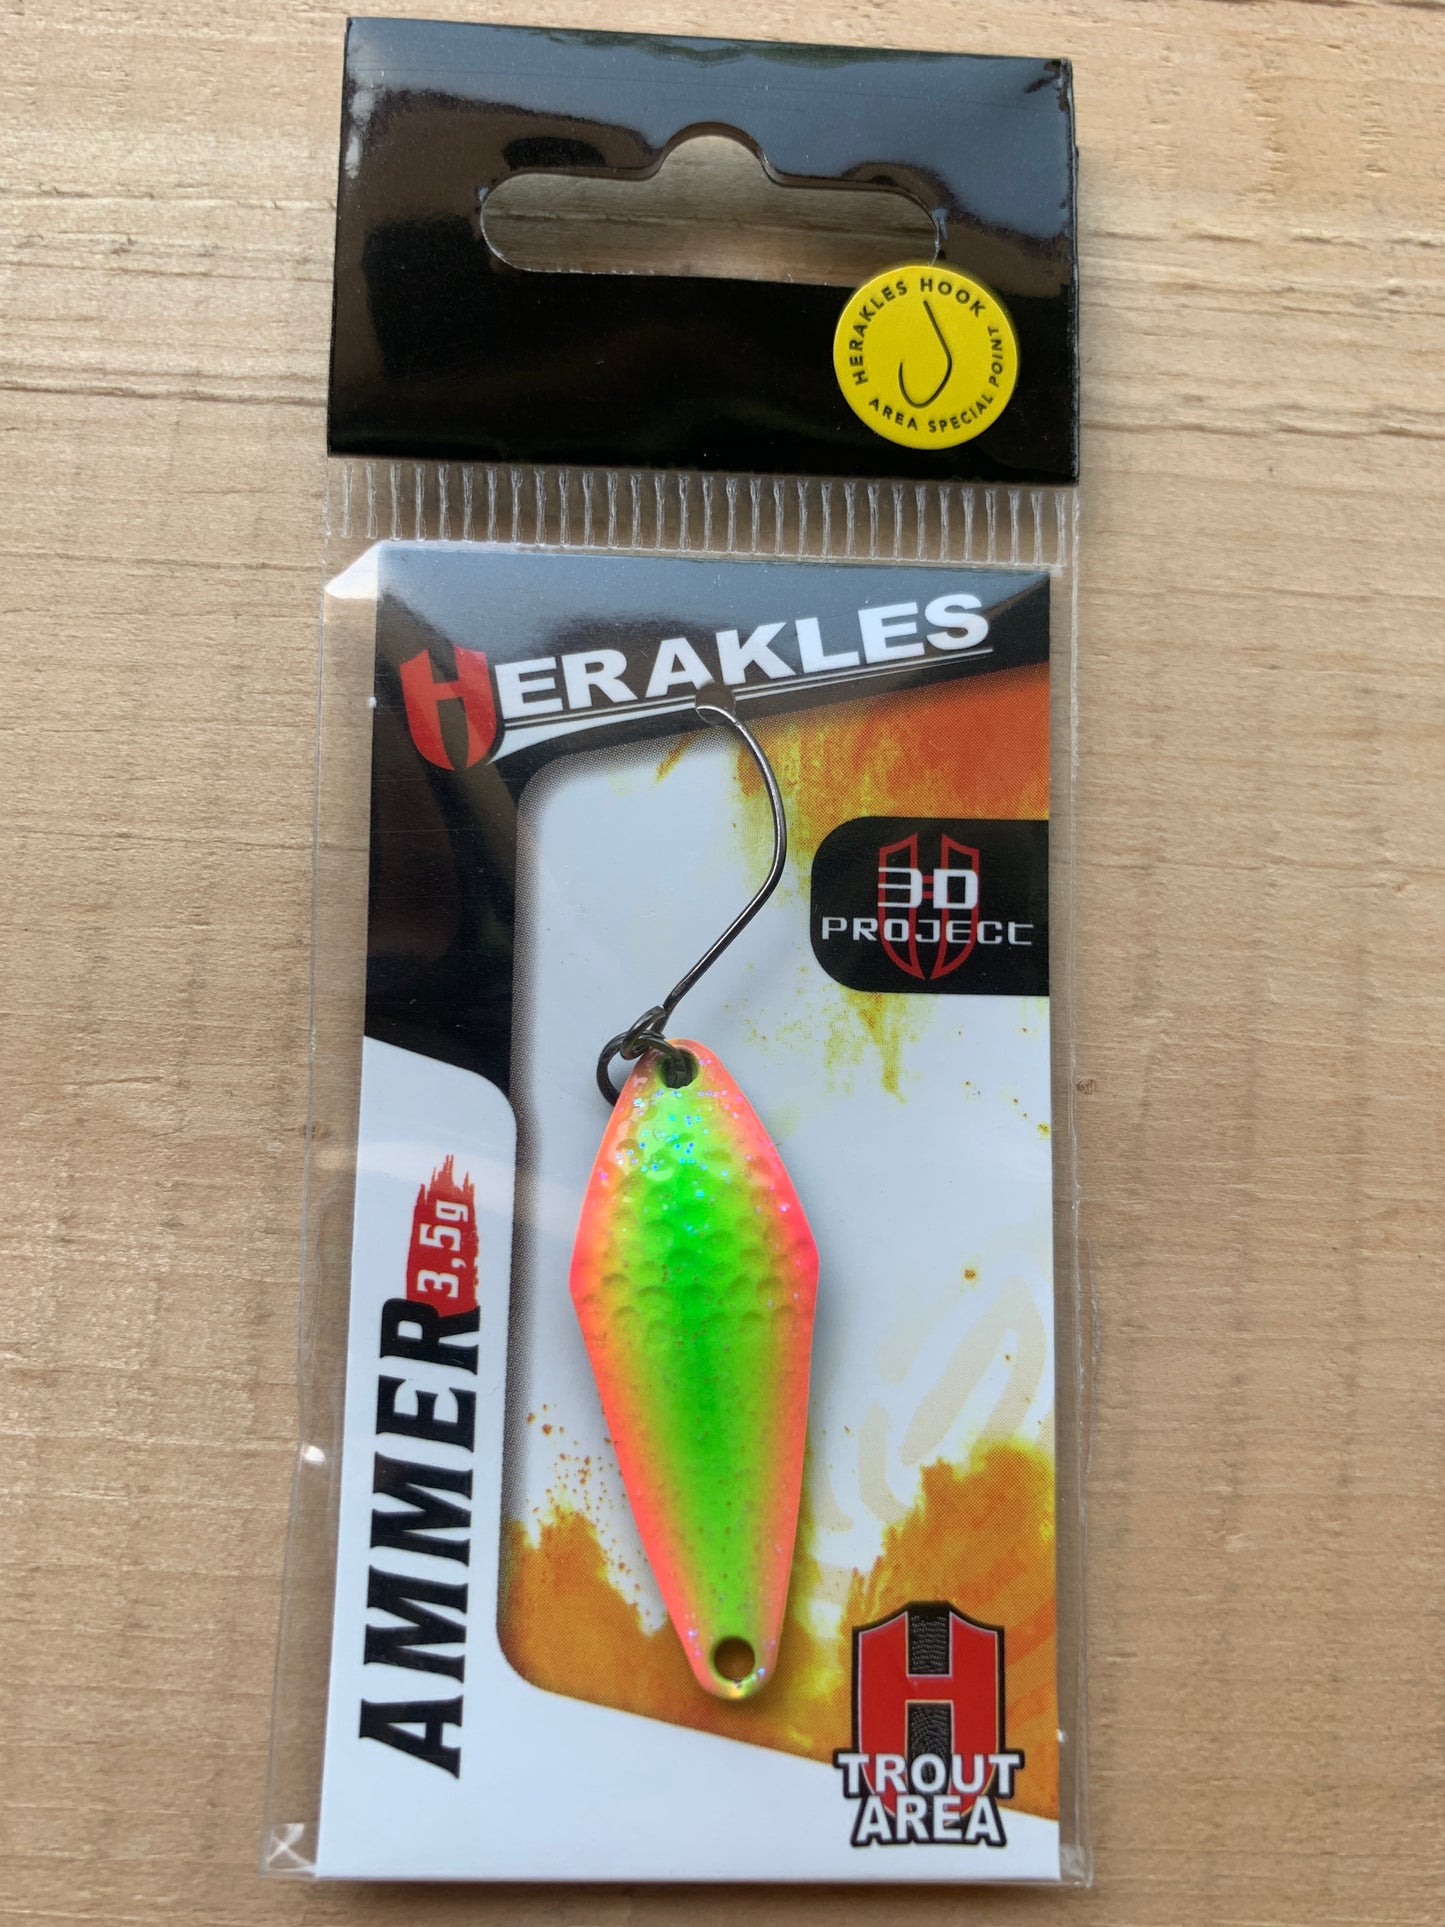 HERAKLES HOOK
AREA SPECIAL POINT
HERAKLES
3D
PROJECT
3,5g
AMMER
H
TROUT
AREA